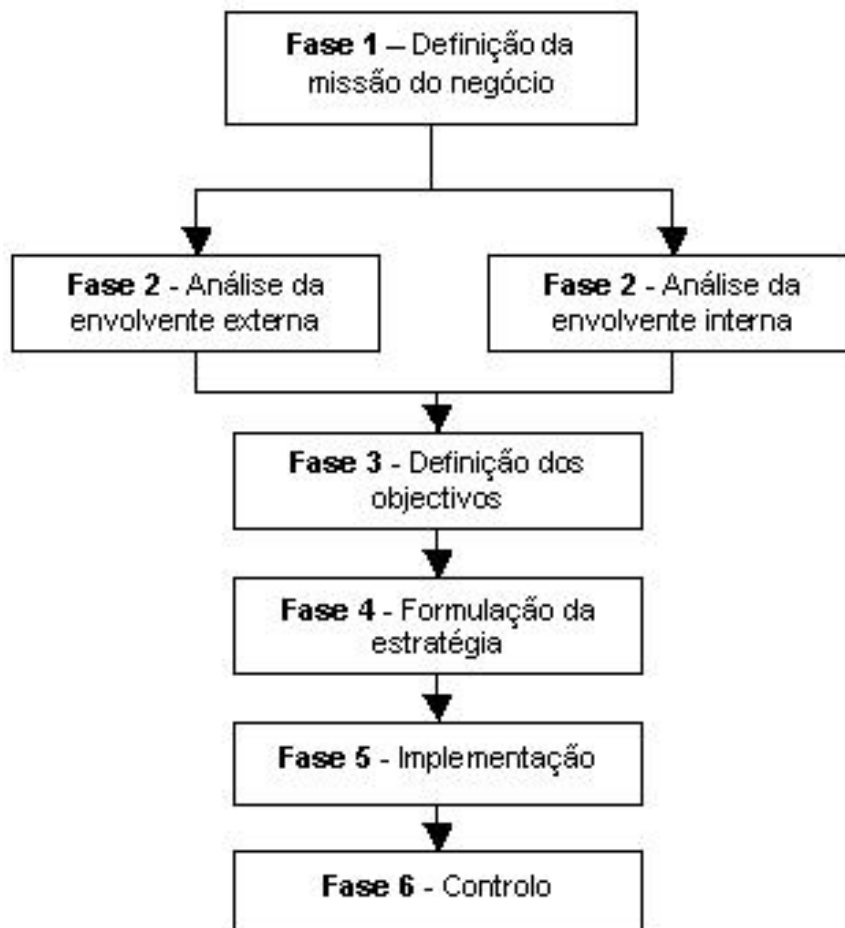 Fase 1 – Definição da
missão do negócio
Fase 2 - Análise da
envolvente externa
Fase 2 - Análise da
envolvente interna
Fase 3 - Definição dos
objectivos
Fase 4 - Formulação da
estratégia
Fase 5 - Implementação
Fase 6 - Controlo